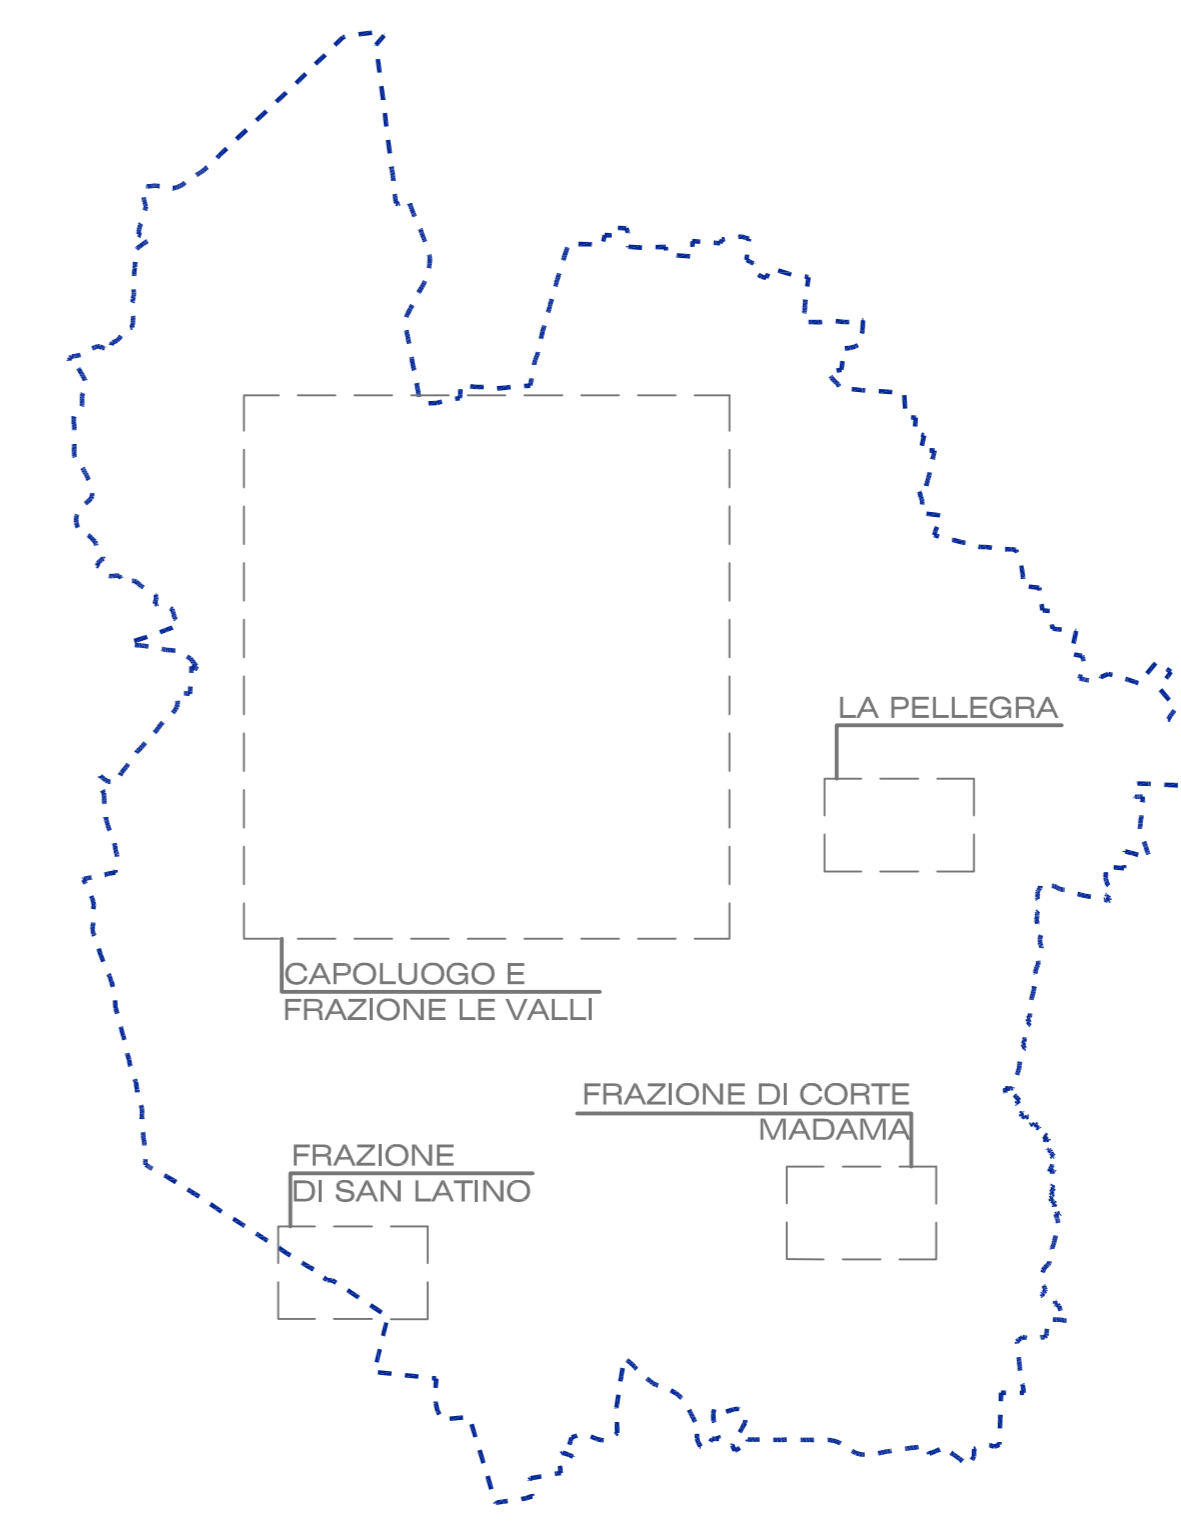 LA PELLEGRA
CAPOLUOGO E
FRAZIONE LE VALLI
FRAZIONE DI CORTE
MADAMA
FRAZIONE
DI SAN LATINO